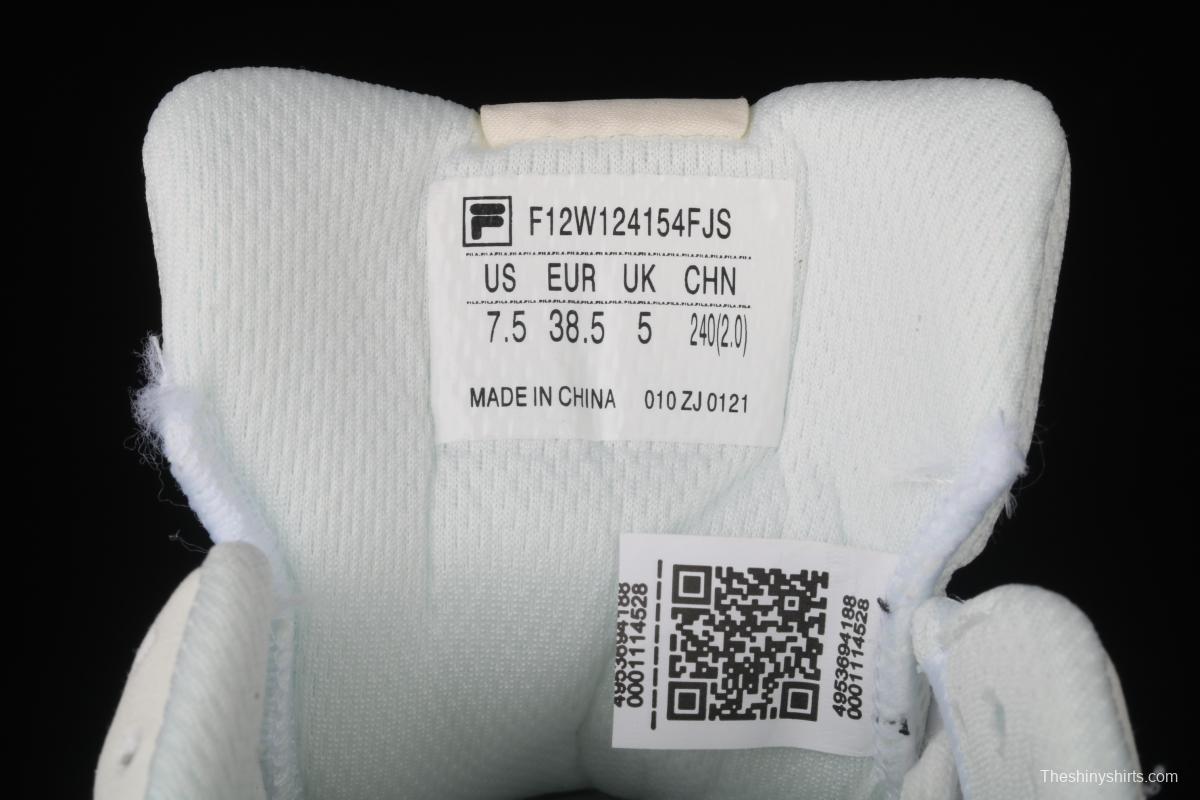 F12W124154FJS
US EUR UK CHN
7.5 38.5 5 240(2.0)
MADE IN CHINA 010 ZJ 0121
4953694188
0001114528
4953694188
0001114528
Theshinyshirts.com